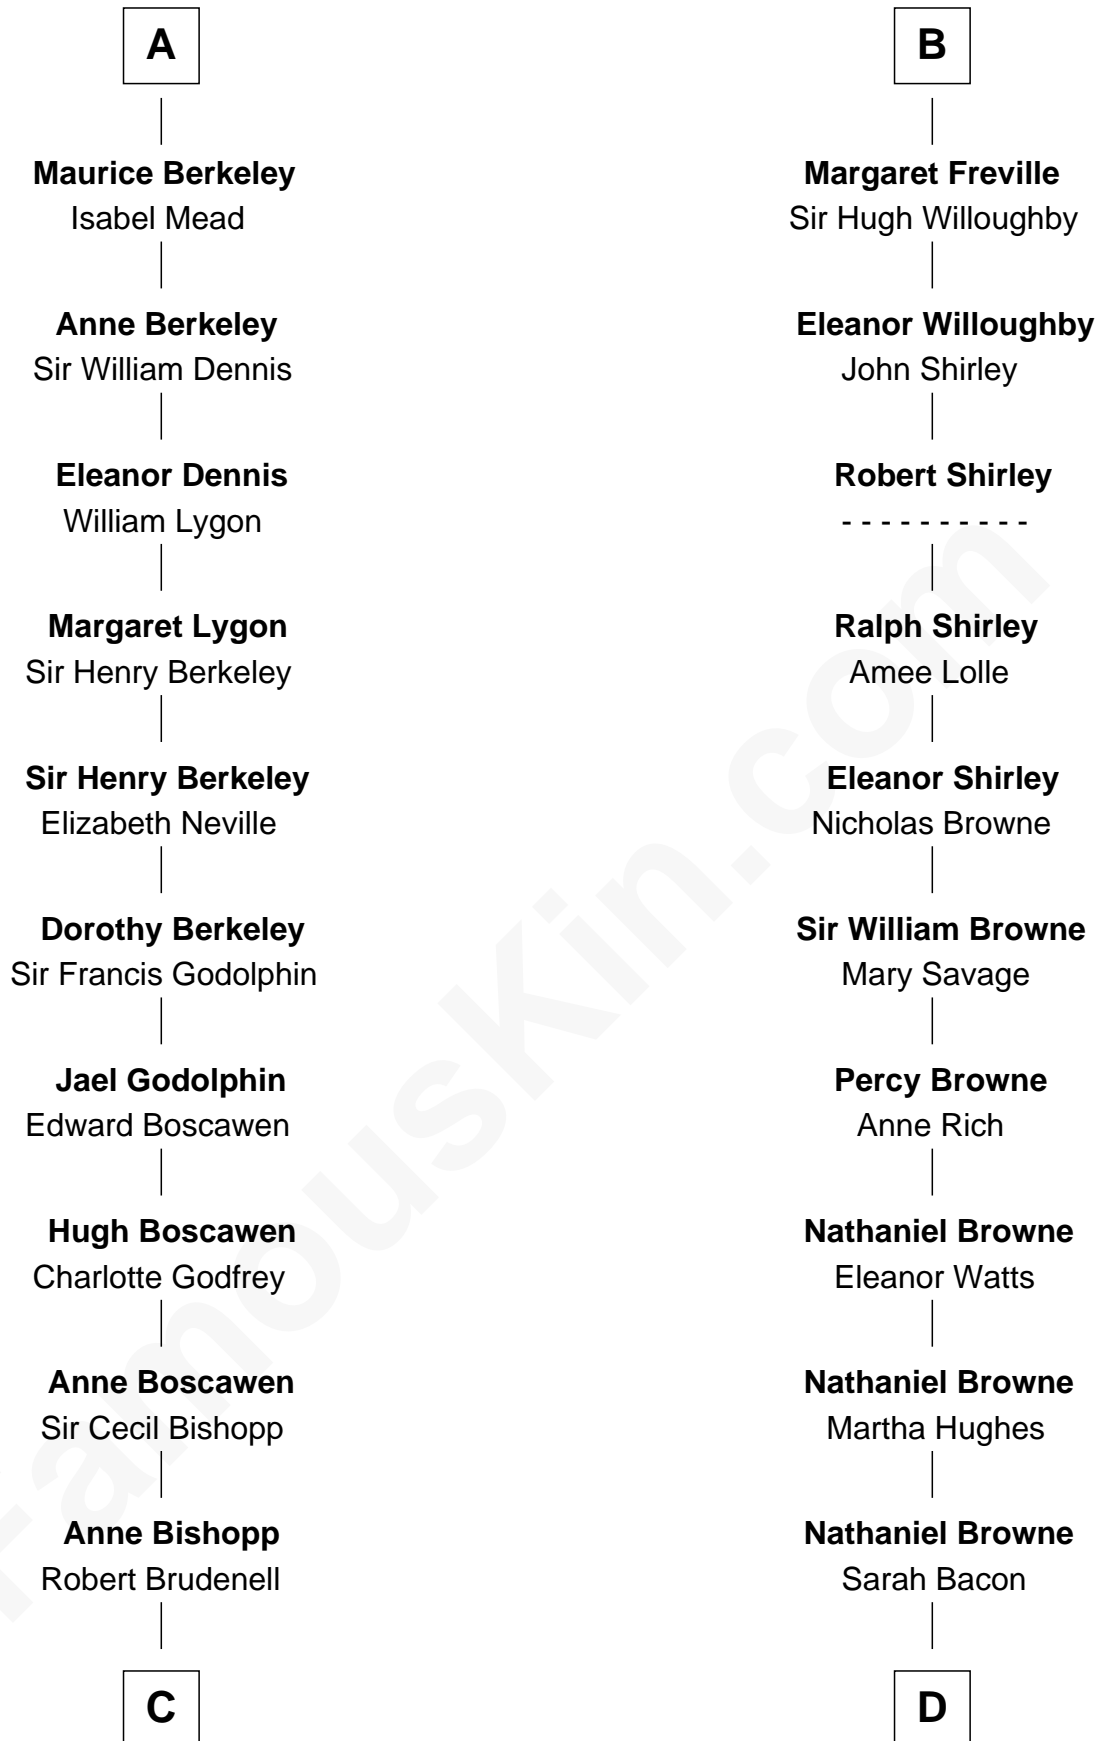 A
Maurice Berkeley
Isabel Mead
Anne Berkeley
Sir William Dennis
Eleanor Dennis
William Lygon
Margaret Lygon
Sir Henry Berkeley
Sir Henry Berkeley
Elizabeth Neville
Dorothy Berkeley
Sir Francis Godolphin
Jael Godolphin
Edward Boscawen
Hugh Boscawen
Charlotte Godfrey
Anne Boscawen
Sir Cecil Bishopp
Anne Bishopp
Robert Brudenell
C
B
Margaret Freville
Sir Hugh Willoughby
Eleanor Willoughby
John Shirley
Robert Shirley
- - - - - - - - - -
Ralph Shirley
Amee Lolle
Eleanor Shirley
Nicholas Browne
Sir William Browne
Mary Savage
Percy Browne
Anne Rich
Nathaniel Browne
Eleanor Watts
Nathaniel Browne
Martha Hughes
Nathaniel Browne
Sarah Bacon
D
FamousKin.com